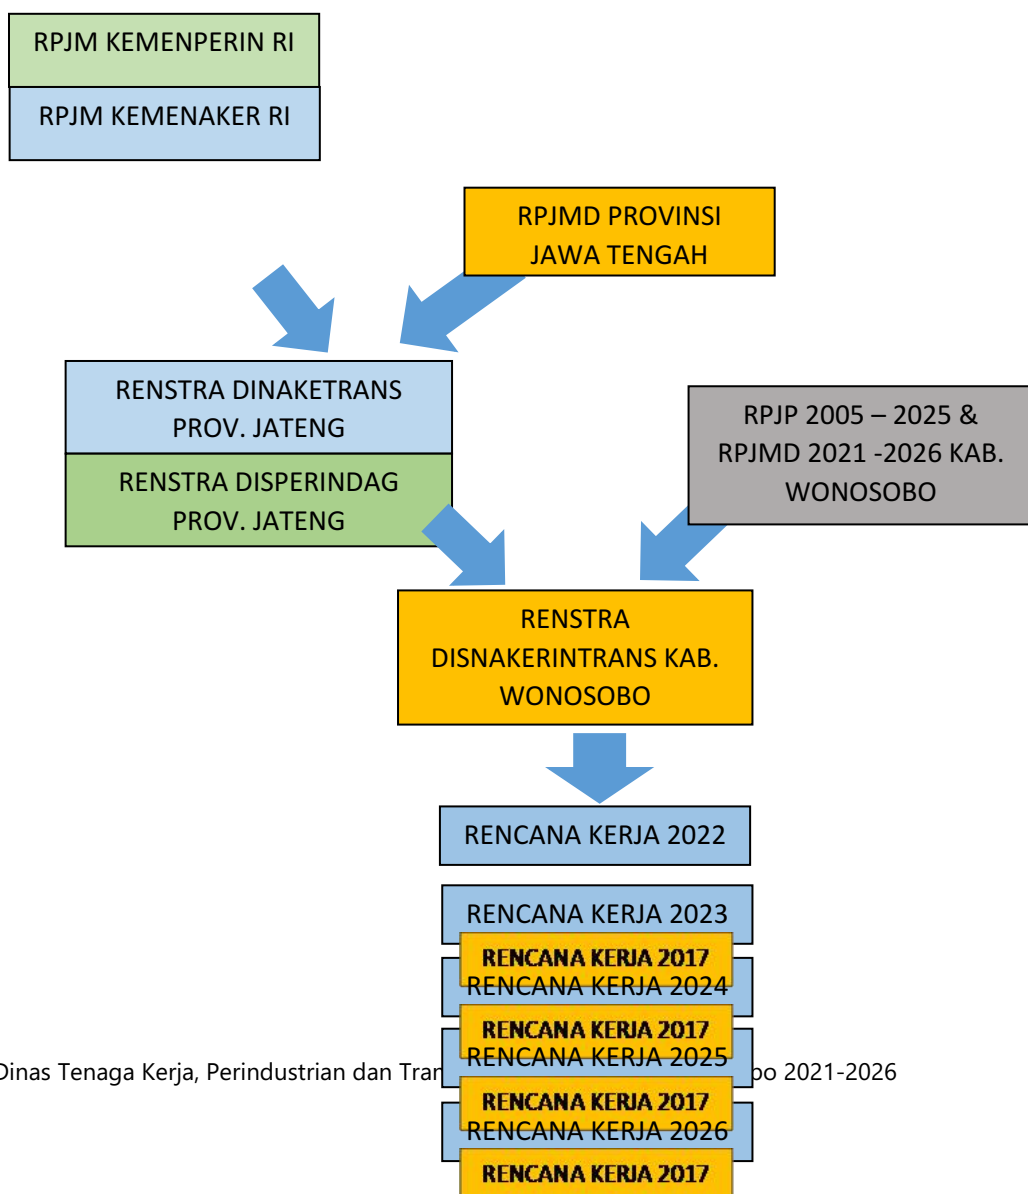 RPJM KEMENPERIN RI
RPJM KEMENAKER RI
RPJMD PROVINSI
JAWA TENGAH
RENSTRA DINAKETRANS
PROV. JATENG
RENSTRA DISPERINDAG
PROV. JATENG
RPJP 2005 – 2025 &
RPJMD 2021 -2026 KAB.
WONOSOBO
RENSTRA
DISNAKERINTRANS KAB.
WONOSOBO
RENCANA KERJA 2022
RENCANA KERJA 2023
RENCANA KERJA 2017
RENCANA KERJA 2024
RENCANA KERJA 2017
RENCANA KERJA 2025
Dinas Tenaga Kerja, Perindustrian dan Tran bo 2021-2026
RENCANA KERJA 2017
RENCANA KERJA 2026
RENCANA KERJA 2017